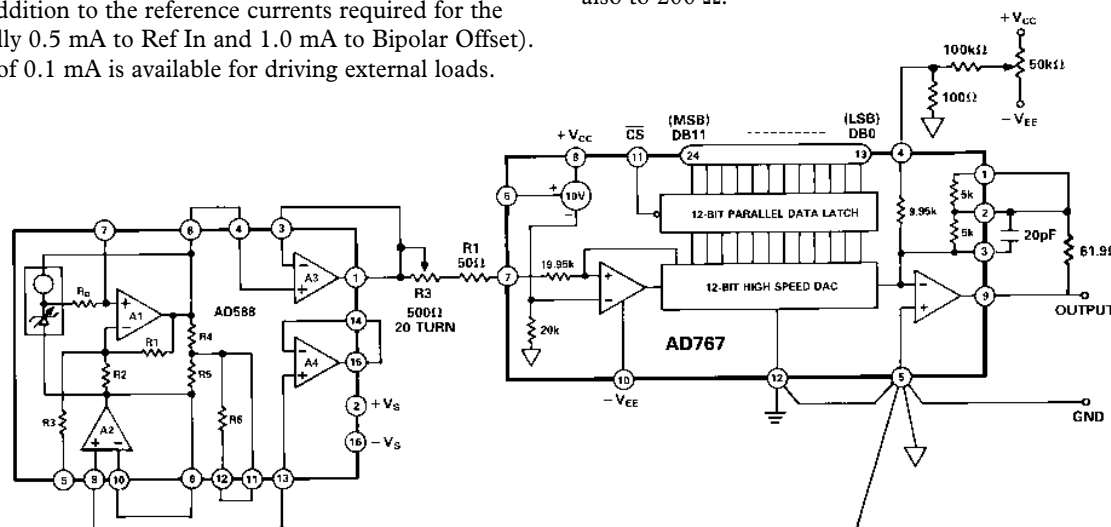 ddition to the reference currents required for the
lly 0.5 mA to Ref In and 1.0 mA to Bipolar Offset).
of 0.1 mA is available for driving external loads.
also to 200 Ω.
+VCC
100kΩ
50kΩ
100Ω
-VEE
(MSB)
DB11
(LSB)
DB0
+VCC
CS
8
11
24
13
4
6
+
10V
-
1
5k
2
5k
3
20pF
61.9
12-BIT PARALLEL DATA LATCH
9.95k
7
6
4
3
R1
50Ω
7
19.95k
+
-
12-BIT HIGH SPEED DAC
-
+
9
OUTPUT
-
A3
+
1
R3
500Ω
20 TURN
+
A1
-
AD588
R4
R1
14
20k
AD767
-
A4
+
15
R2
R5
10
-VEE
12
5
GND
2
+VS
R3
A2
+
-
R6
16
-VS
5
9
10
8
12
11
13